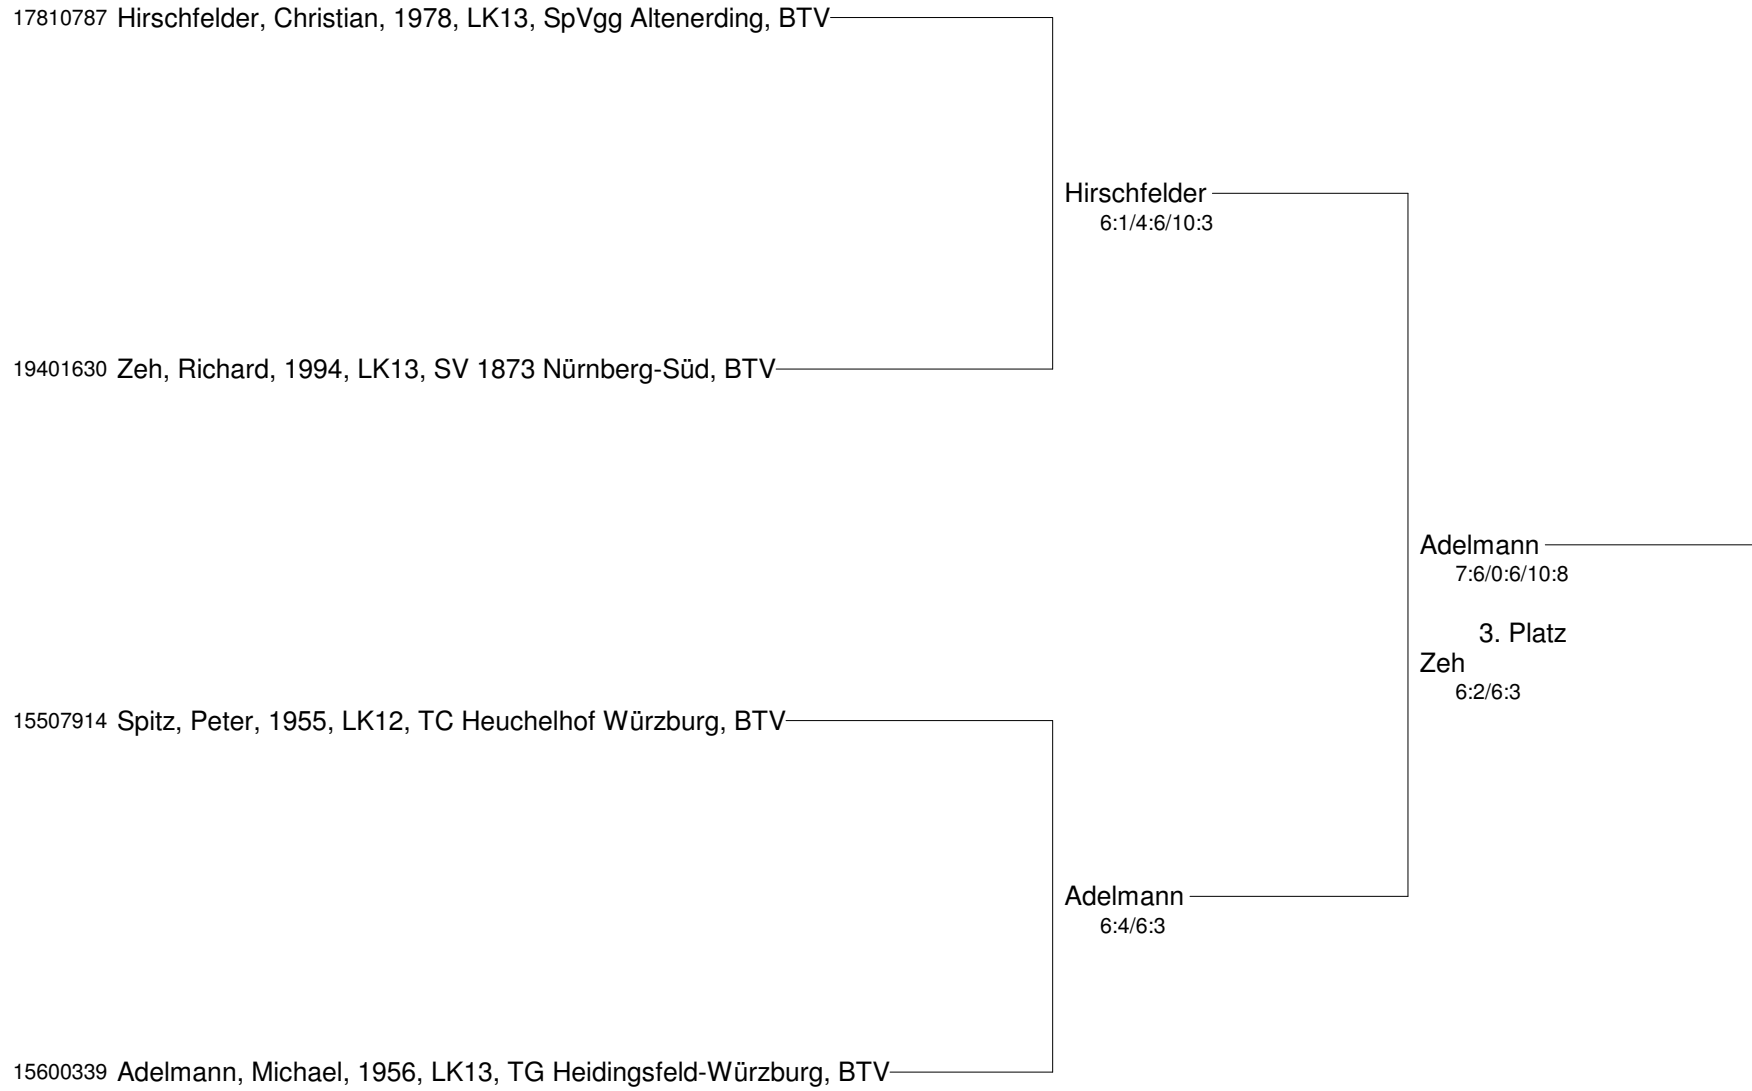 17810787 Hirschfelder, Christian, 1978, LK13, SpVgg Altenerding, BTV
Hirschfelder
6:1/4:6/10:3
19401630 Zeh, Richard, 1994, LK13, SV 1873 Nürnberg-Süd, BTV
Adelmann
7:6/0:6/10:8
3. Platz
Zeh
6:2/6:3
15507914 Spitz, Peter, 1955, LK12, TC Heuchelhof Würzburg, BTV
Adelmann
6:4/6:3
15600339 Adelmann, Michael, 1956, LK13, TG Heidingsfeld-Würzburg, BTV